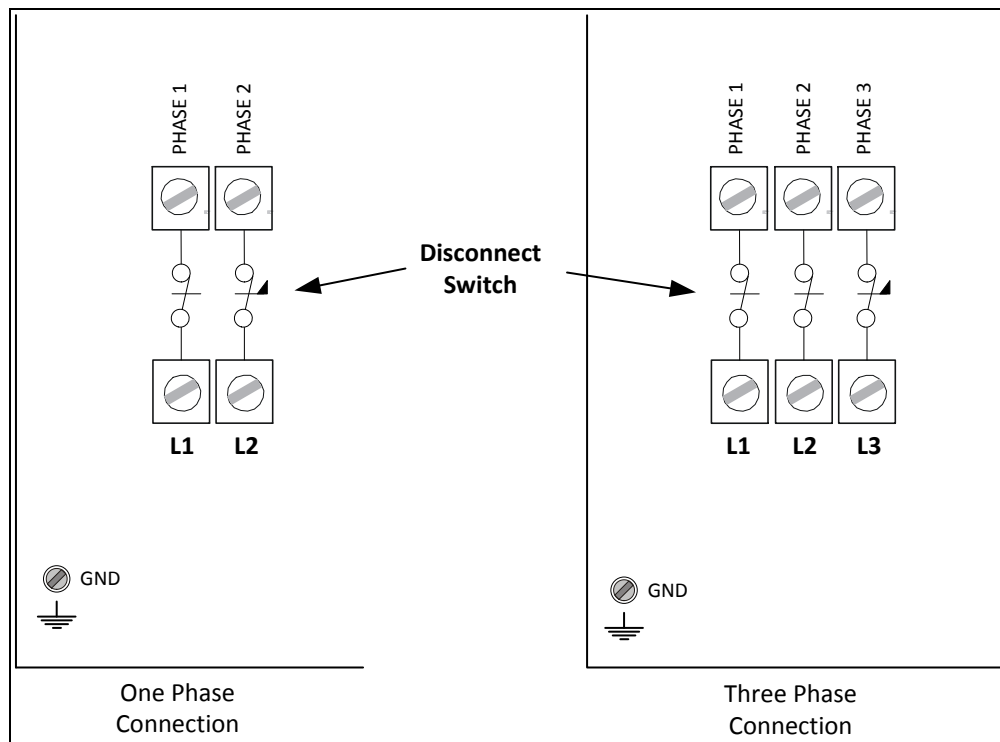 PHASE 1
PHASE 2
PHASE 1
PHASE 2
PHASE 3
Disconnect
Switch
L1
L2
L1
L2
L3
GND
GND
One Phase
Connection
Three Phase
Connection